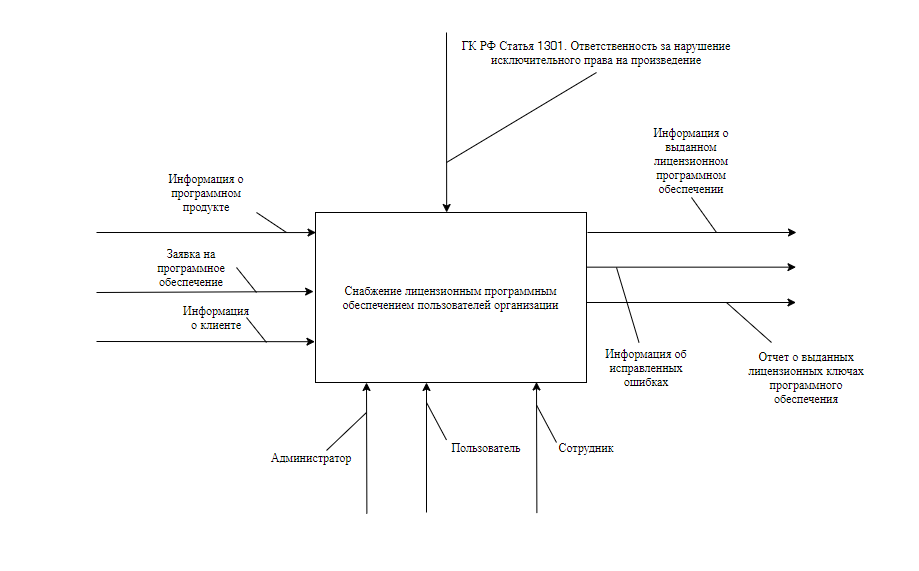 ГК РФ Статья 1301. Ответственность за нарушение
исключительного права на произведение
Информация о
выданном
лицензионном
программном
обеспечении
Информация о
программном
продукте
Заявка на
программное
обеспечение
Информация
о клиенте
Снабжение лицензионным программным
обеспечением пользователей организации
Информация об
исправленных
ошибках
Отчет о выданных
лицензионных ключах
программного
обеспечения
Администратор
Пользователь
Сотрудник